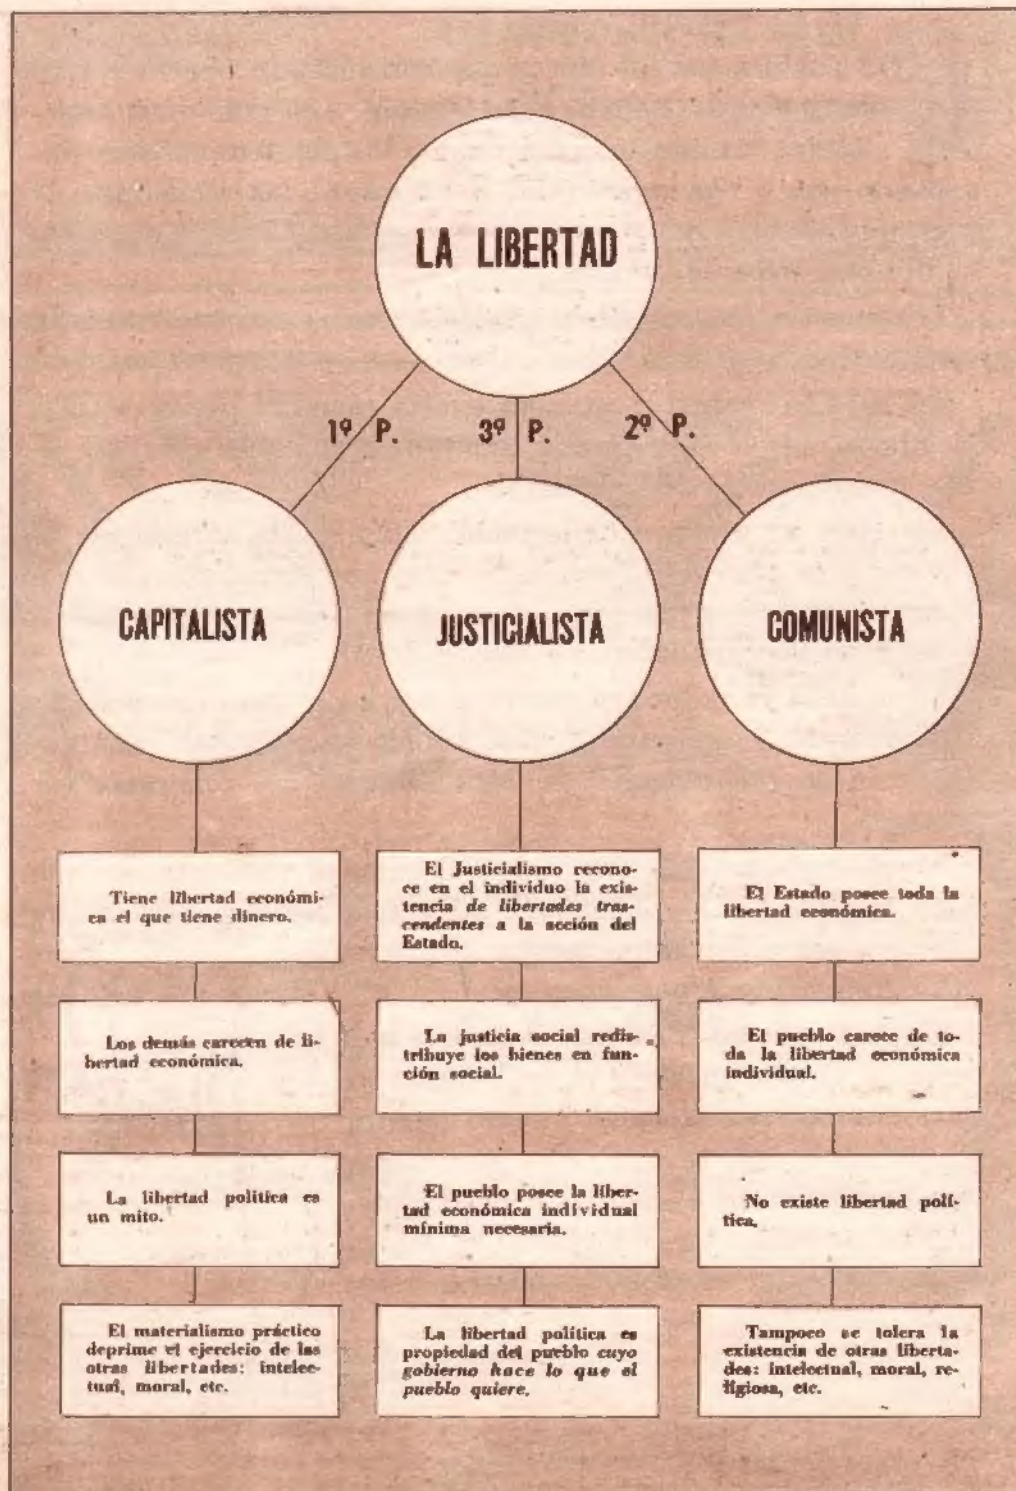 LA LIBERTAD
1º P.
3º P.
2º P.
CAPITALISTA
JUSTICIALISTA
COMUNISTA
Tiene libertad económi-
ca el que tiene dinero.
Los demás carecen de li-
bertad económica.
La libertad política es
un mito.
El materialismo práctico
deprime el ejercicio de las
otras libertades: intelec-
tual, moral, etc.
El Justicialismo recono-
ce en el individuo la exis-
tencia de libertades tras-
cendentes a la acción del
Estado.
La justicia social redis-
tribuye los bienes en fun-
ción social.
El pueblo posee la liber-
tad económica individual
mínima necesaria.
La libertad política es
propiedad del pueblo cuyo
gobierno hace lo que el
pueblo quiere.
El Estado posee toda la
libertad económica.
El pueblo carece de to-
da la libertad económica
individual.
No existe libertad polí-
tica.
Tampoco se tolera la
existencia de otras liberta-
des: intelectual, moral, re-
ligiosa, etc.